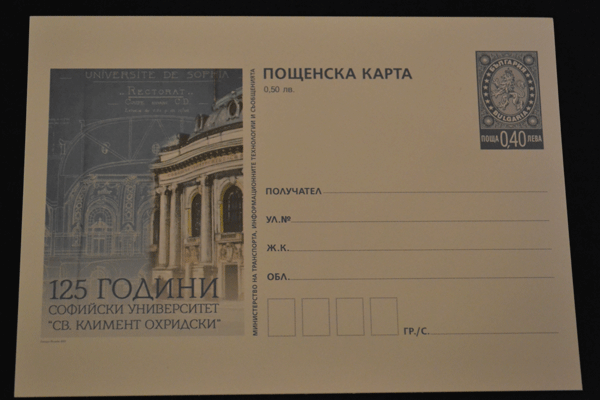 UNIVERSITE DE SOPHIA
RECTORAT
125 ГОДИНИ
СОФИЙСКИ УНИВЕРСИТЕТ
"СВ. КЛИМЕНТ ОХРИДСКИ"
МИНИСТЕРСТВО НА ТРАНСПОРТА, ИНФОРМАЦИОННИТЕ ТЕХНОЛОГИИ И СЪОБЩЕНИЯТА
ПОЩЕНСКА КАРТА
0,50 лв.
БЪЛГАРИЯ
BULGARIA
ПОЩА 0,40 ЛЕВА
ПОЛУЧАТЕЛ
УЛ.№
Ж.К.
ОБЛ.
ГР./С.